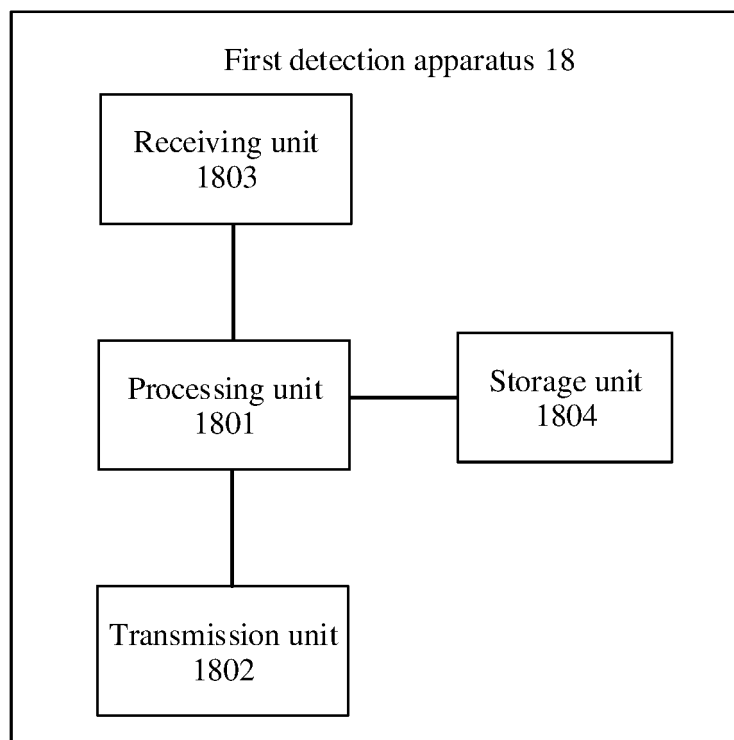 First detection apparatus 18
Receiving unit
1803
Processing unit
1801
Storage unit
1804
Transmission unit
1802